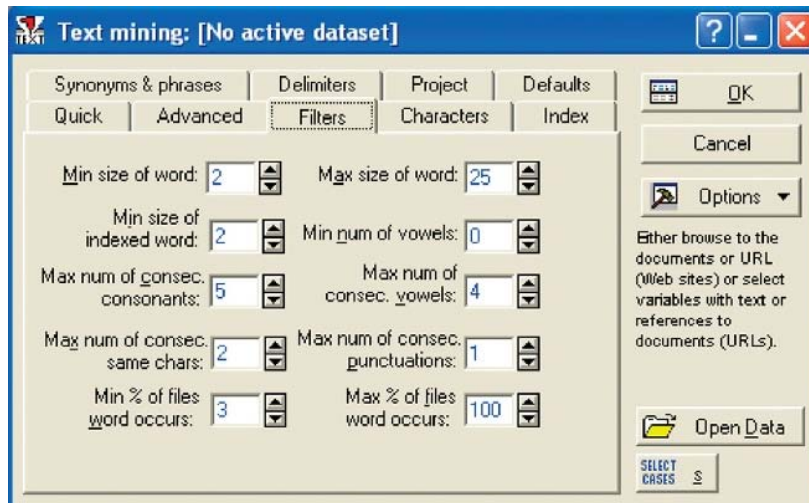 TEXT
Text mining: [No active dataset]
Synonyms & phrases Delimiters Project Defaults
Quick Advanced Filters Characters Index
Min size of word: 2 Max size of word: 25
Min size of
indexed word: 2 Min num of vowels: 0
Max num of consec.
consonants: 5
Max num of
consec. vowels: 4
Max num of consec.
same chars: 2
Max num of consec.
punctuations: 1
Min % of files
word occurs: 3
Max % of files
word occurs: 100
OK
Cancel
Options
Either browse to the
documents or URL
(Web sites) or select
variables with text or
references to
documents (URLs).
Open Data
SELECT
CASES S